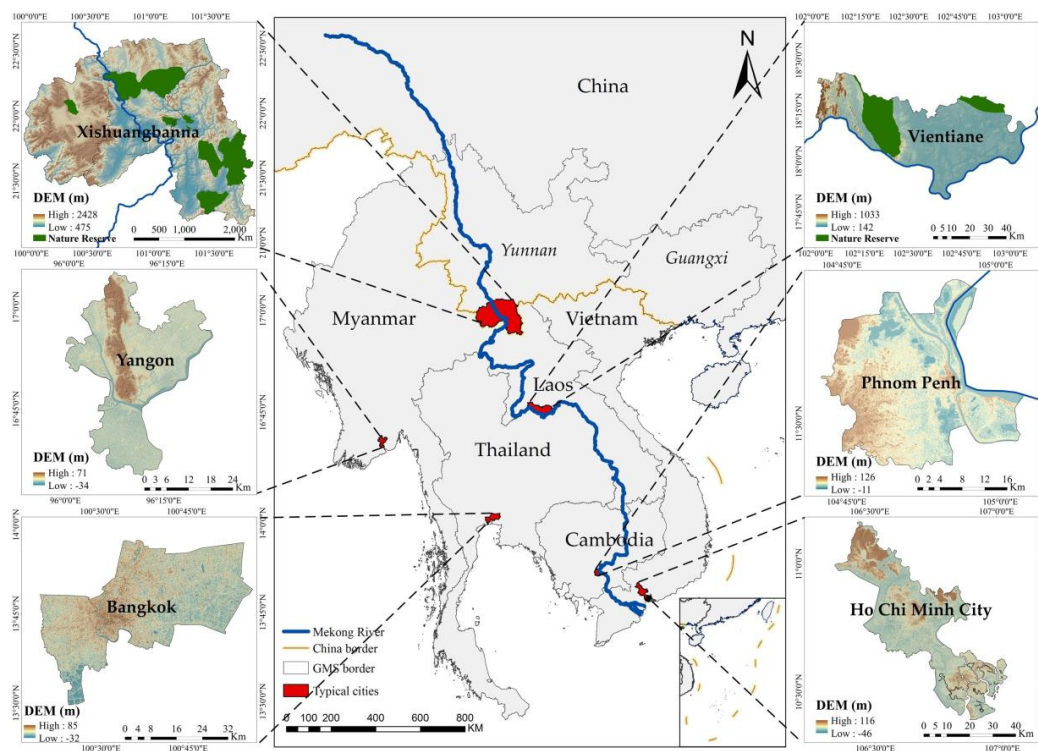 100°0'0"E 100°30'0"E 101°0'0"E 101°30'0"E
22°30'0"N
22°0'0"N
21°30'0"N
21°0'0"N
Xishuangbanna
DEM (m)
High : 2428
Low : 475
Nature Reserve
0 500 1,000 2,000
Km
100°0'0"E 100°30'0"E 101°0'0"E 101°30'0"E
96°0'0"E 96°15'0"E
17°0'0"N
16°45'0"N
Yangon
DEM (m)
High : 71
Low : -34
0 3 6 12 18 24
Km
96°0'0"E 96°15'0"E
100°30'0"E 100°45'0"E
14°0'0"N
13°45'0"N
13°30'0"N
Bangkok
DEM (m)
High : 85
Low : -32
0 4 8 16 24 32
Km
100°30'0"E 100°45'0"E
N
China
Yunnan
Guangxi
Myanmar
Vietnam
Laos
Thailand
Cambodia
Mekong River
China border
GMS border
Typical cities
0 100 200 400 600 800
KM
102°0'0"E 102°15'0"E 102°30'0"E 102°45'0"E 103°0'0"E
18°30'0"N
18°15'0"N
18°0'0"N
17°45'0"N
Vientiane
DEM (m)
High : 1033
Low : 142
Nature Reserve
0 5 10 20 30 40
Km
102°0'0"E 102°15'0"E 102°30'0"E 102°45'0"E 103°0'0"E
104°45'0"E 105°0'0"E
11°30'0"N
Phnom Penh
DEM (m)
High : 126
Low : -11
0 2 4 8 12 16
Km
104°45'0"E 105°0'0"E
106°30'0"E 107°0'0"E
11°0'0"N
10°30'0"N
Ho Chi Minh City
DEM (m)
High : 116
Low : -46
0 5 10 20 30 40
Km
106°30'0"E 107°0'0"E